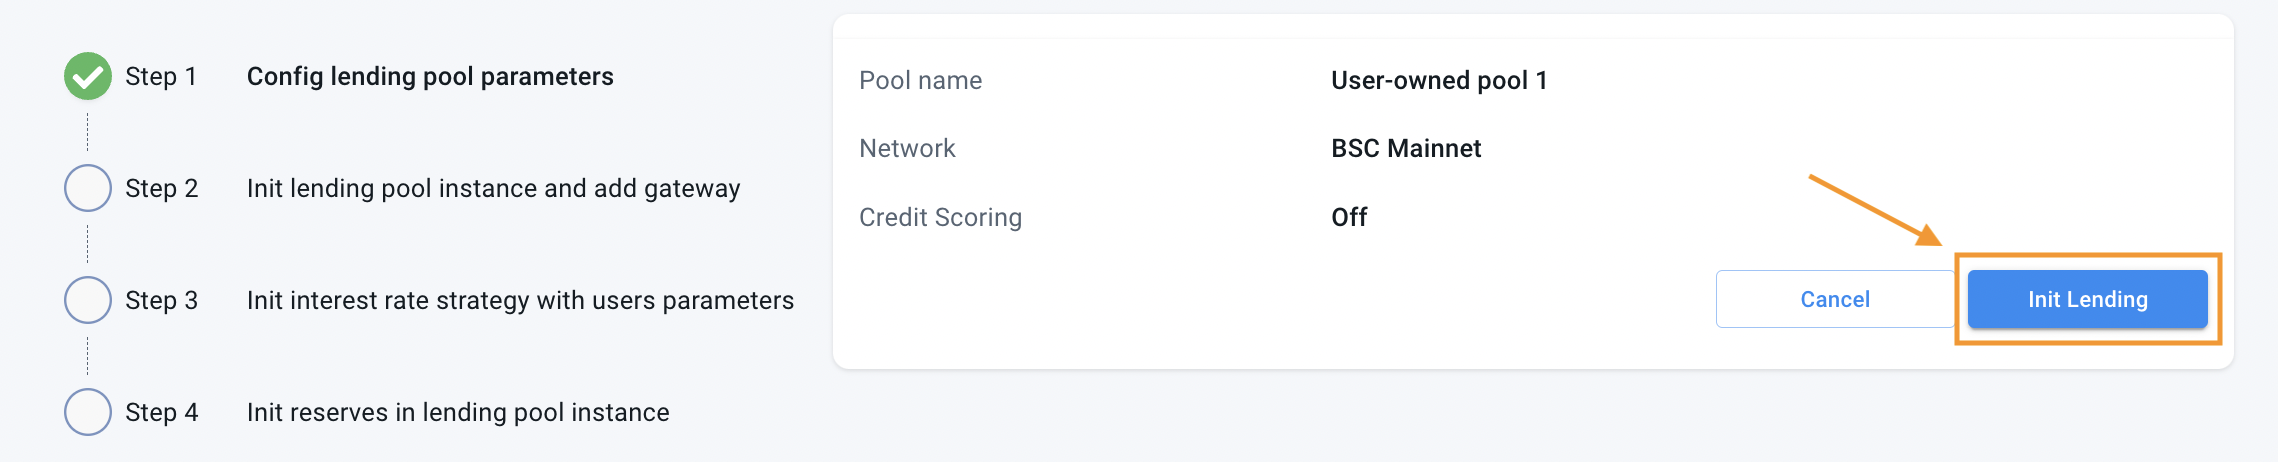 Step 1 Config lending pool parameters
Step 2 Init lending pool instance and add gateway
Step 3 Init interest rate strategy with users parameters
Step 4 Init reserves in lending pool instance
Pool name User-owned pool 1
Network BSC Mainnet
Credit Scoring Off
Cancel Init Lending